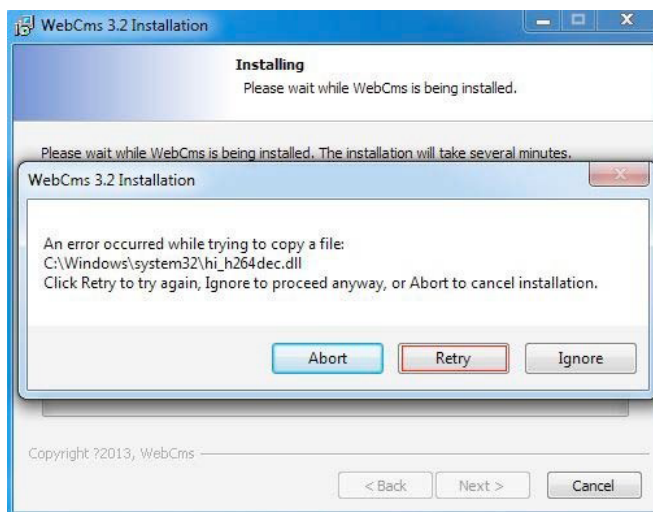 WebCms 3.2 Installation
Installing
Please wait while WebCms is being installed.
Please wait while WebCms is being installed. The installation will take several minutes.
WebCms 3.2 Installation
An error occurred while trying to copy a file:
C:\Windows\system32\hi_h264dec.dll
Click Retry to try again, Ignore to proceed anyway, or Abort to cancel installation.
Abort Retry Ignore
Copyright ?2013, WebCms
< Back Next > Cancel